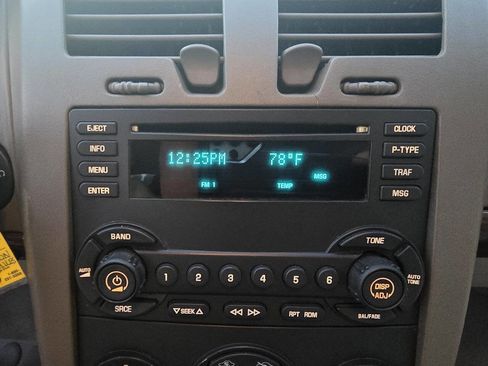 EJECT
INFO
MENU
ENTER
12:25PM 78°F
MSG
FM 1 TEMP
CLOCK
P-TYPE
TRAF
MSG
BAND
TONE
AUTO
1 2 3 4 5 6
DISP
ADJ
AUTO
TONE
SRCE
SEEK
RPT RDM
BAL/FADE